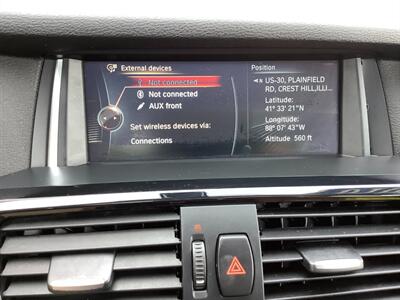 External devices
Not connected
Not connected
AUX front
Set wireless devices via:
Connections
Position
N US-30, PLAINFIELD
RD, CREST HILL,ILLI...
Latitude:
41° 33' 21"N
Longitude:
88° 07' 43"W
Altitude 560 ft